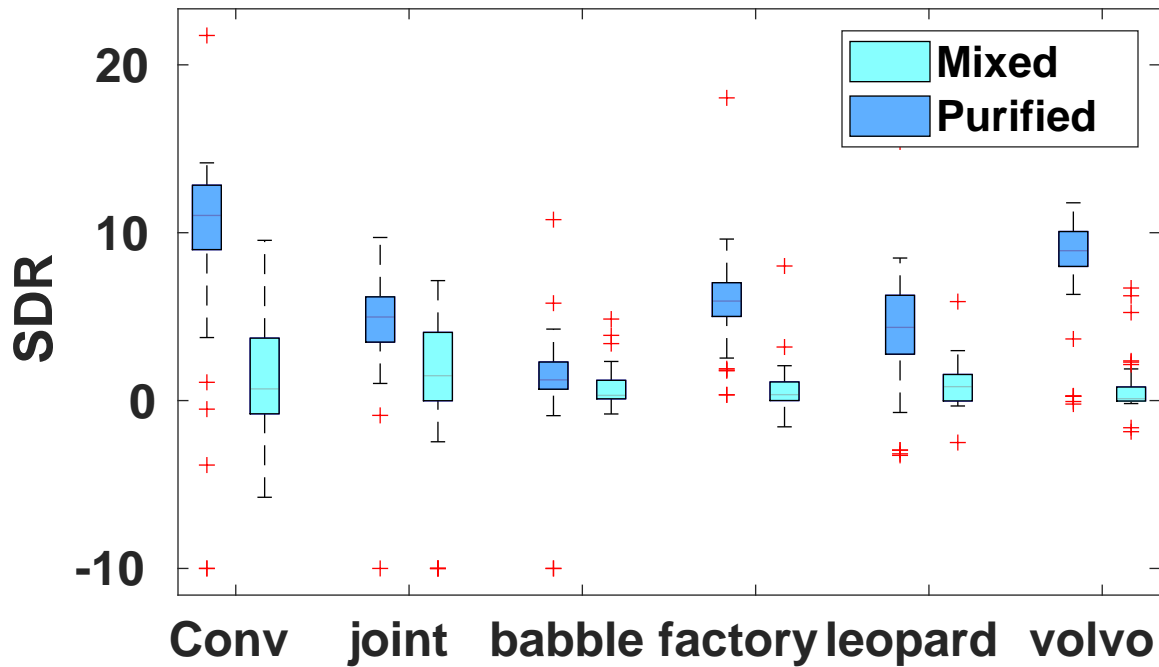 20
10
0
-10
SDR
Mixed
Purified
Conv joint babble factory leopard volvo